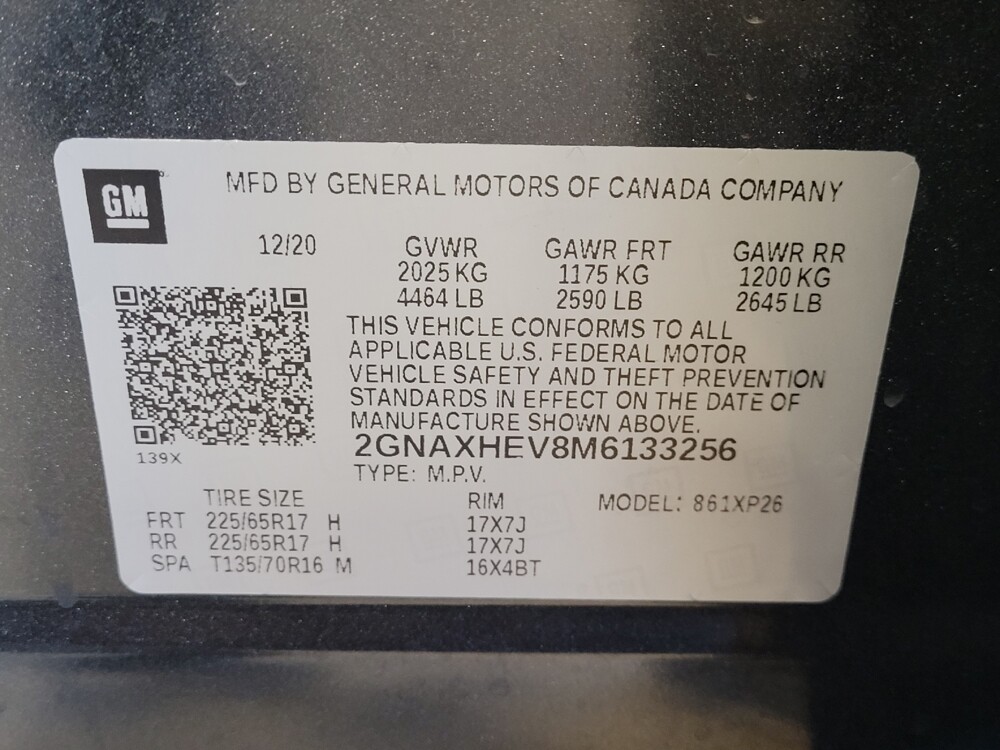 GM
MFD BY GENERAL MOTORS OF CANADA COMPANY
12/20 GVWR GAWR FRT GAWR RR
2025 KG 1175 KG 1200 KG
4464 LB 2590 LB 2645 LB
THIS VEHICLE CONFORMS TO ALL
APPLICABLE U.S. FEDERAL MOTOR
VEHICLE SAFETY AND THEFT PREVENTION
STANDARDS IN EFFECT ON THE DATE OF
MANUFACTURE SHOWN ABOVE.
2GNAXHEV8M6133256
139X
TYPE: M.P.V.
TIRE SIZE RIM MODEL: 861XP26
FRT 225/65R17 H 17X7J
RR 225/65R17 H 17X7J
SPA T135/70R16 M 16X4BT